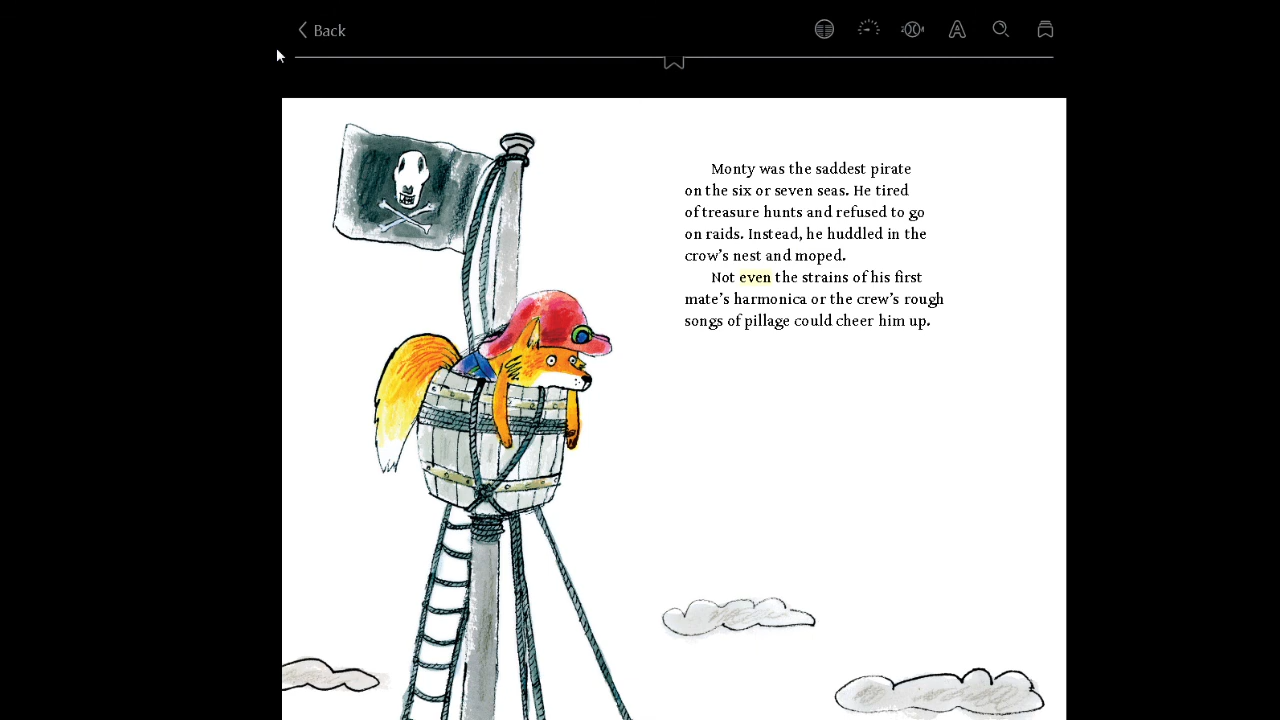 Back
Monty was the saddest pirate
on the six or seven seas. He tired
of treasure hunts and refused to go
on raids. Instead, he huddled in the
crow’s nest and moped.
Not even the strains of his first
mate’s harmonica or the crew’s rough
songs of pillage could cheer him up.